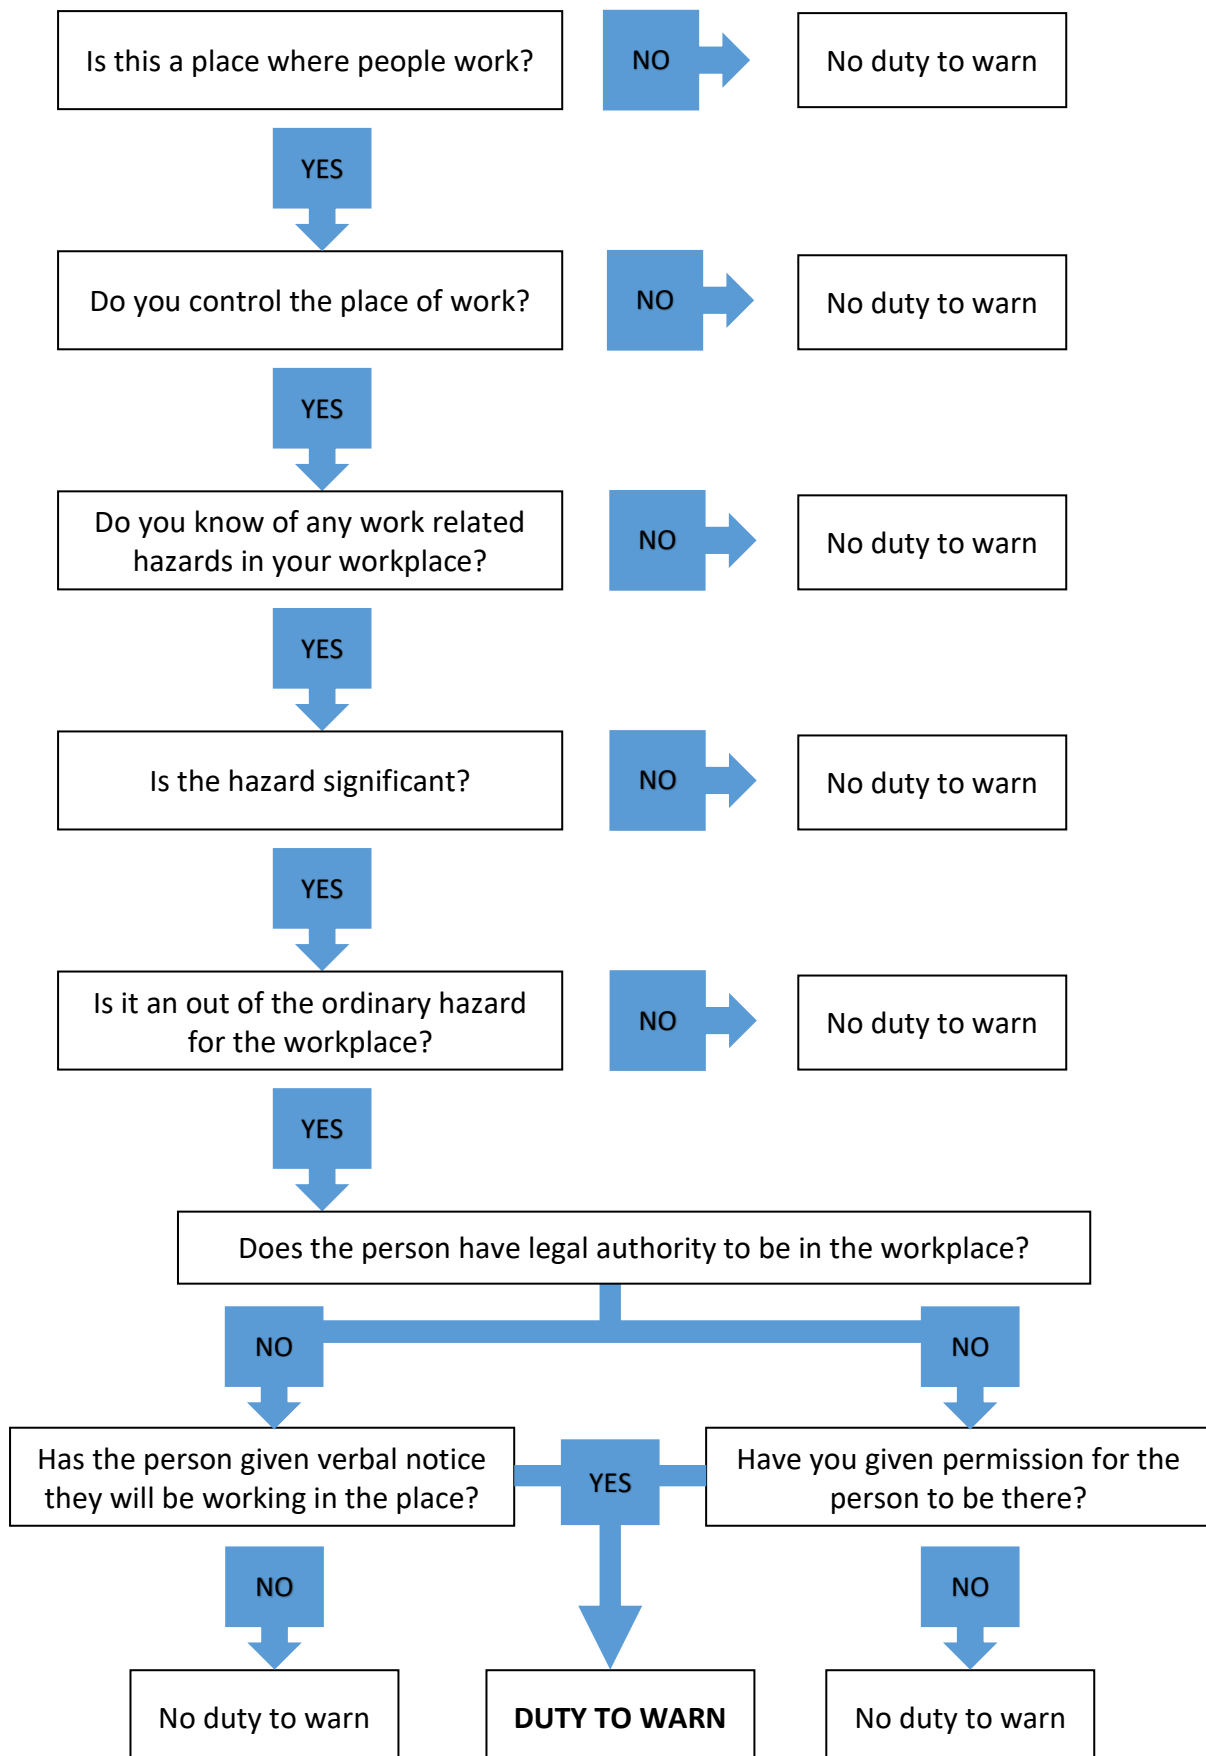 Is this a place where people work?
NO
No duty to warn
YES
Do you control the place of work?
NO
No duty to warn
YES
Do you know of any work related
hazards in your workplace?
NO
No duty to warn
YES
Is the hazard significant?
NO
No duty to warn
YES
Is it an out of the ordinary hazard
for the workplace?
NO
No duty to warn
YES
Does the person have legal authority to be in the workplace?
NO
NO
Has the person given verbal notice
they will be working in the place?
YES
Have you given permission for the
person to be there?
NO
NO
No duty to warn
DUTY TO WARN
No duty to warn